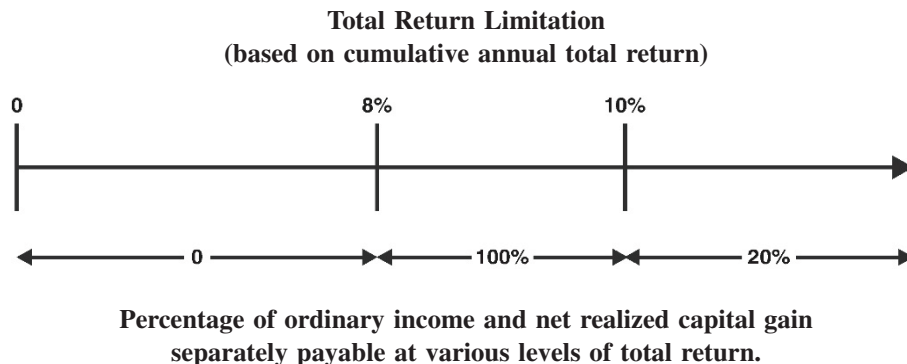 Total Return Limitation
(based on cumulative annual total return)
0 8% 10%
0 100% 20%
Percentage of ordinary income and net realized capital gain
separately payable at various levels of total return.